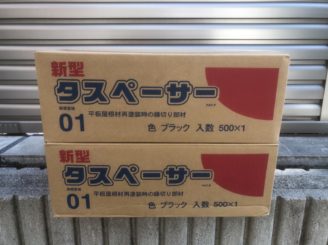 新型
タスペーサー
01
平板屋根材再塗装時の縁切り部材
色 ブラック 入数 500×1
新型
タスペーサー
01
平板屋根材再塗装時の縁切り部材
色 ブラック 入数 500×1